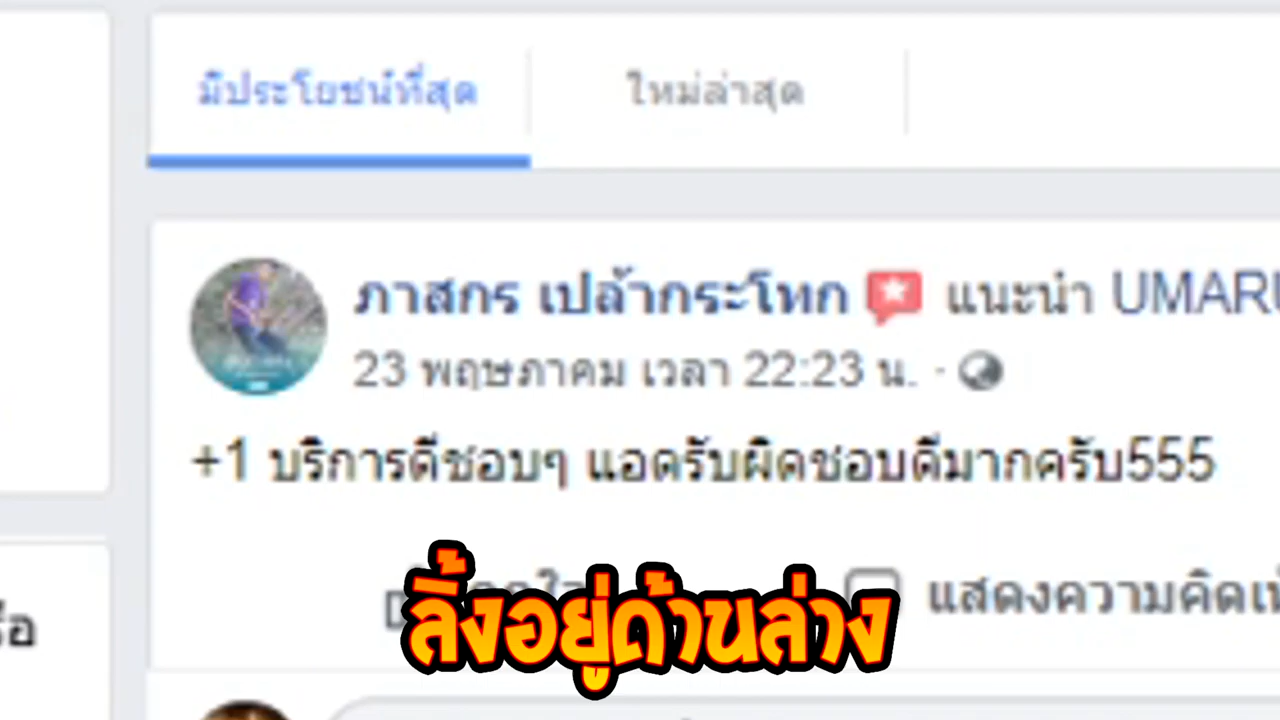 มีประโยชน์ที่สุด ใหม่ล่าสุด
ภาสกร เปล้ากระโทก แนะนำ UMAR
23 พฤษภาคม เวลา 22:23 น. ·
+1 บริการดีชอบๆ แอดรับผิดชอบดีมากครับ555
แสดงความคิดเห็
ลิ้งอยู่ด้านล่าง